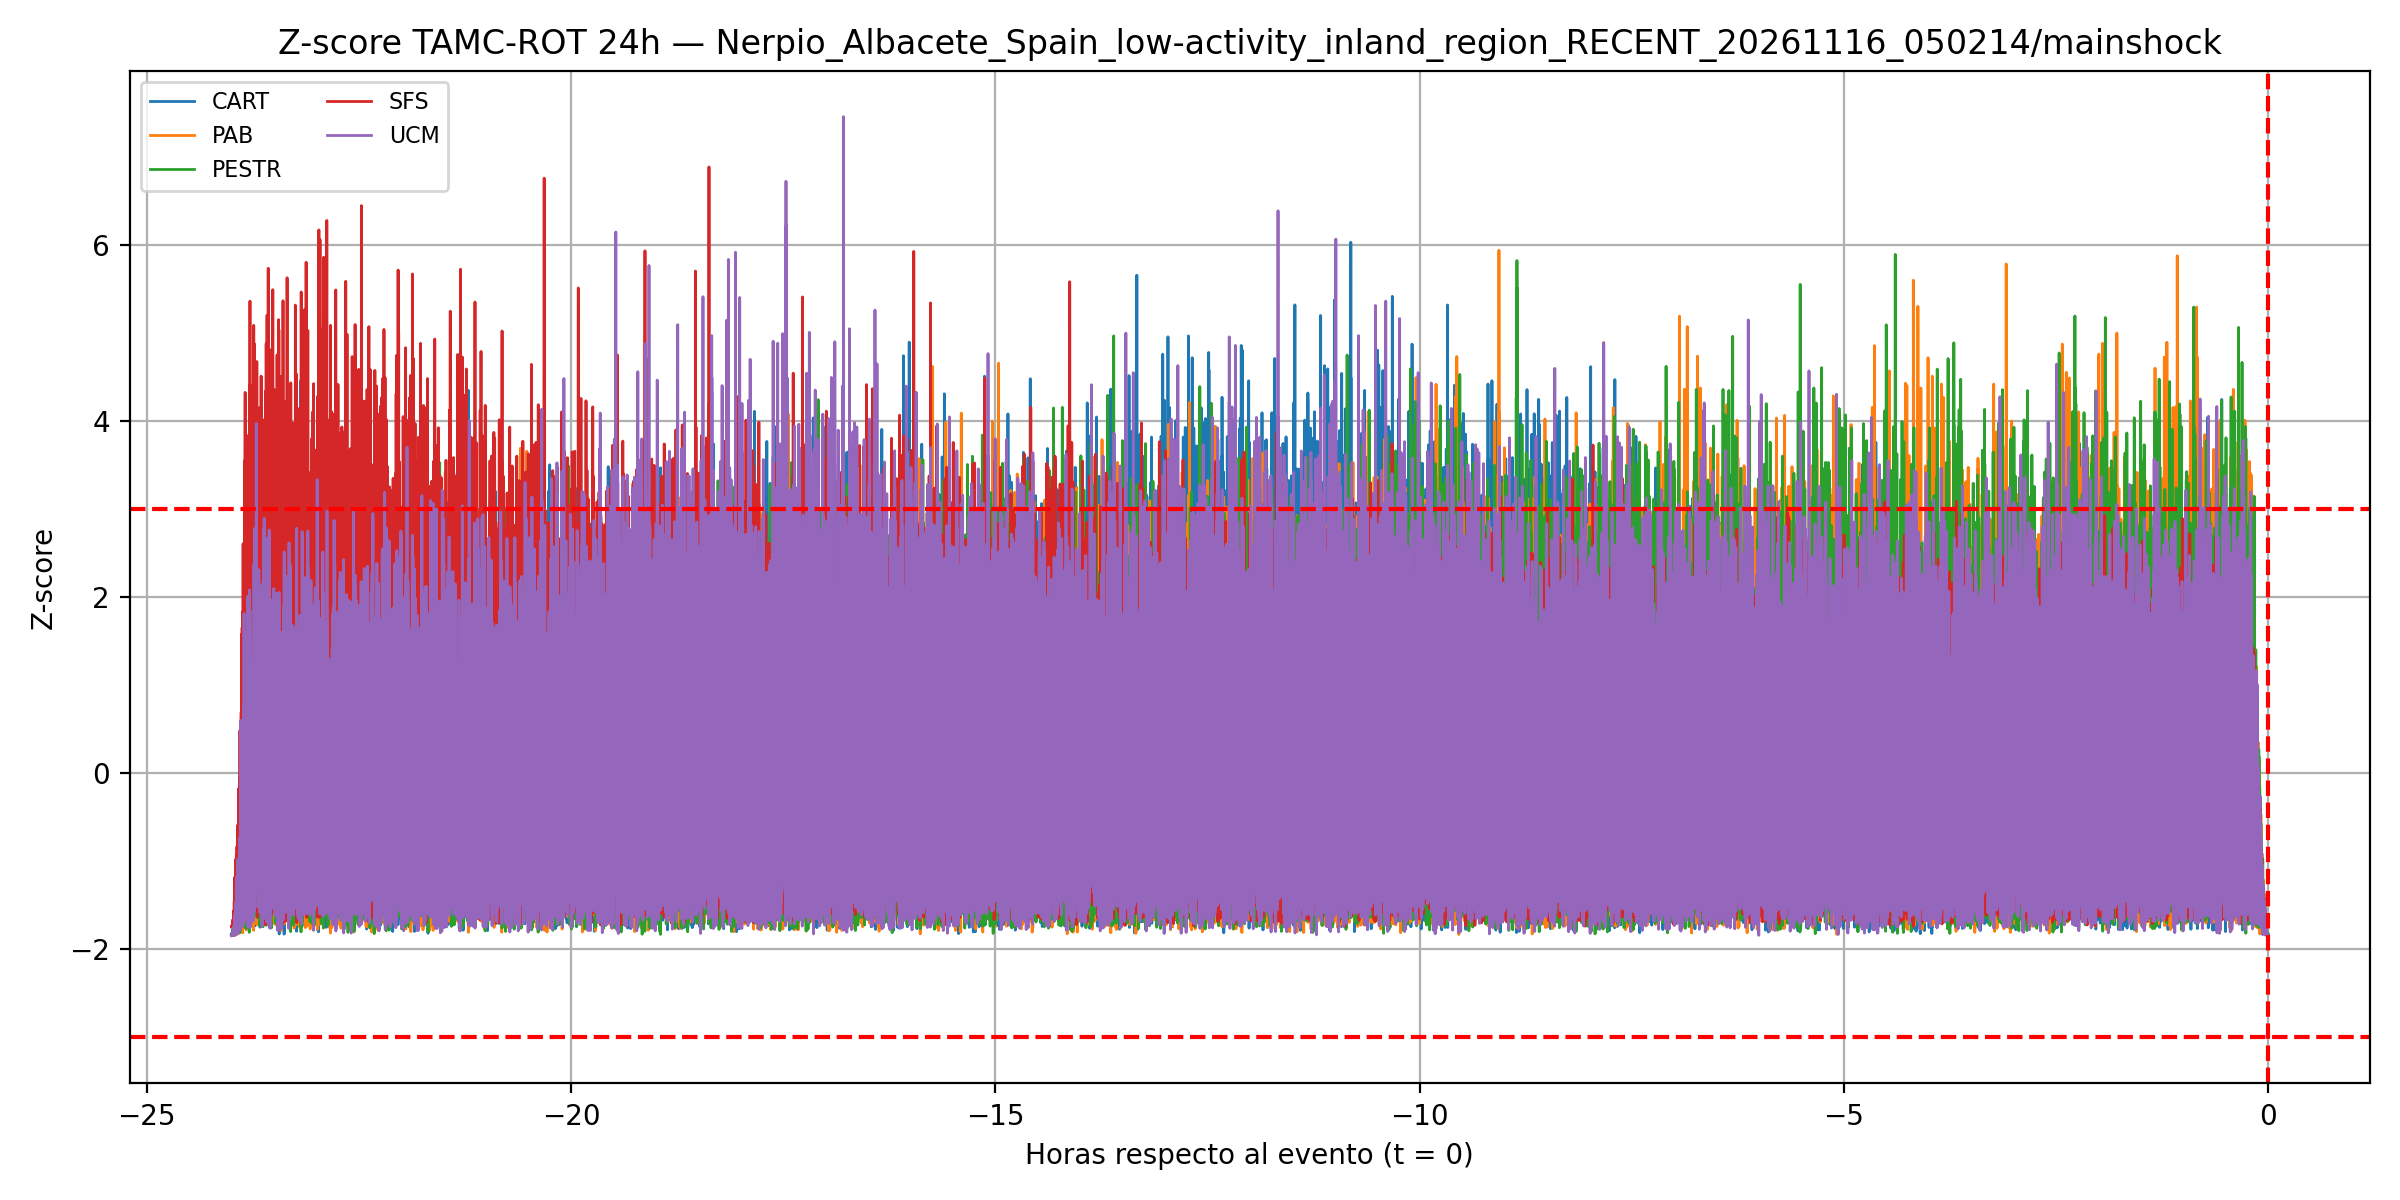 Z-score TAMC-ROT 24h — Nerpio_Albacete_Spain_low-activity_inland_region_RECENT_20261116_050214/mainshock
CART
PAB
PESTR
SFS
UCM
Z-score
6
4
2
0
−2
−25
−20
−15
−10
−5
0
Horas respecto al evento (t = 0)